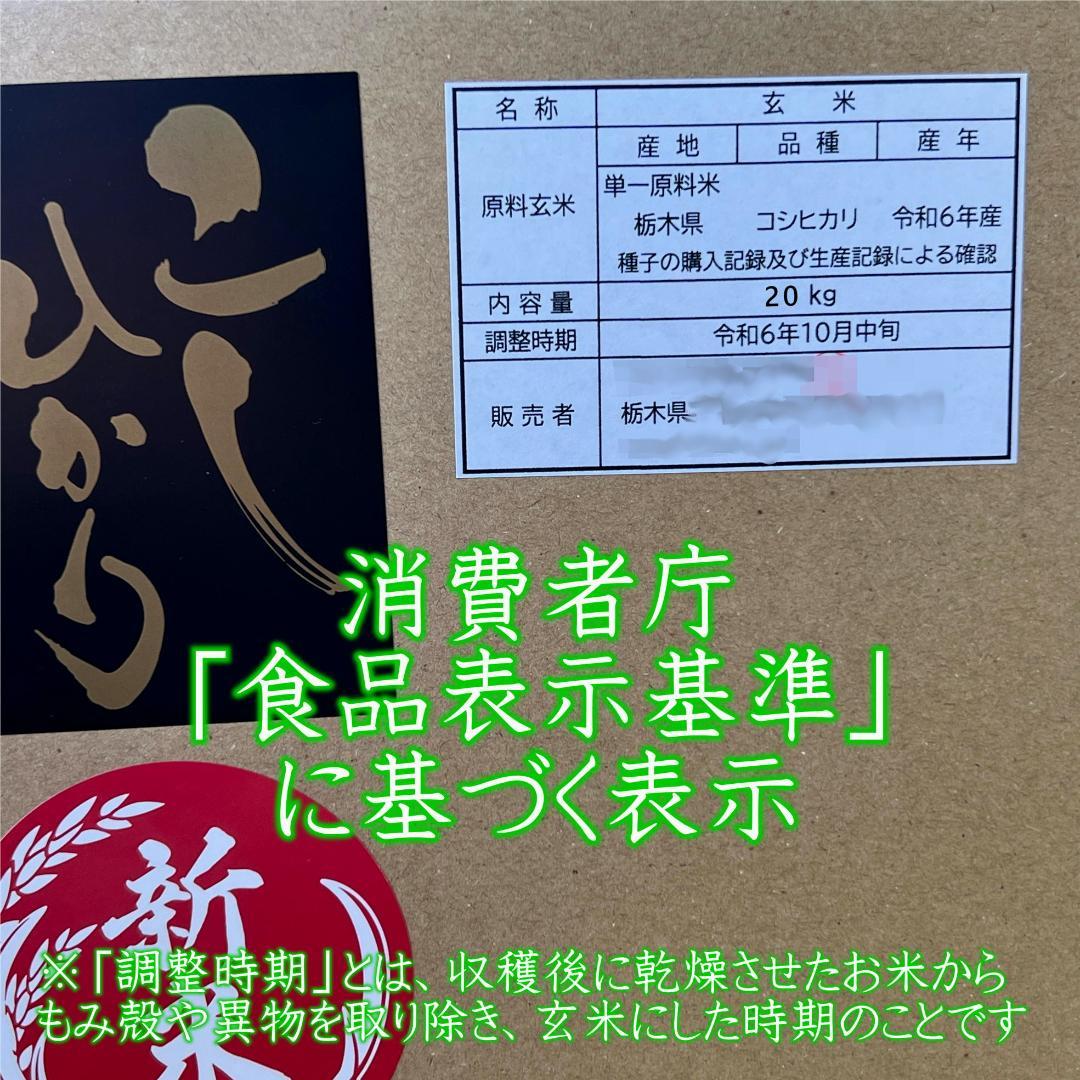 こし
ひかり
名称 玄米
原料玄米 産地 品種 産年
単一原料米
栃木県 コシヒカリ 令和6年産
種子の購入記録及び生産記録による確認
内容量 20 kg
調整時期 令和6年10月中旬
販売者 栃木県
消費者庁
「食品表示基準」
に基づく表示
新米
※「調整時期」とは、収穫後に乾燥させたお米から
もみ殻や異物を取り除き、玄米にした時期のことです